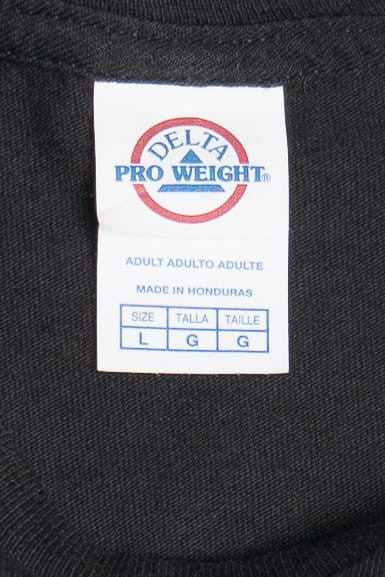 DELTA
PRO WEIGHT®
ADULT ADULTO ADULTE
MADE IN HONDURAS
SIZE TALLA TAILLE
L G G